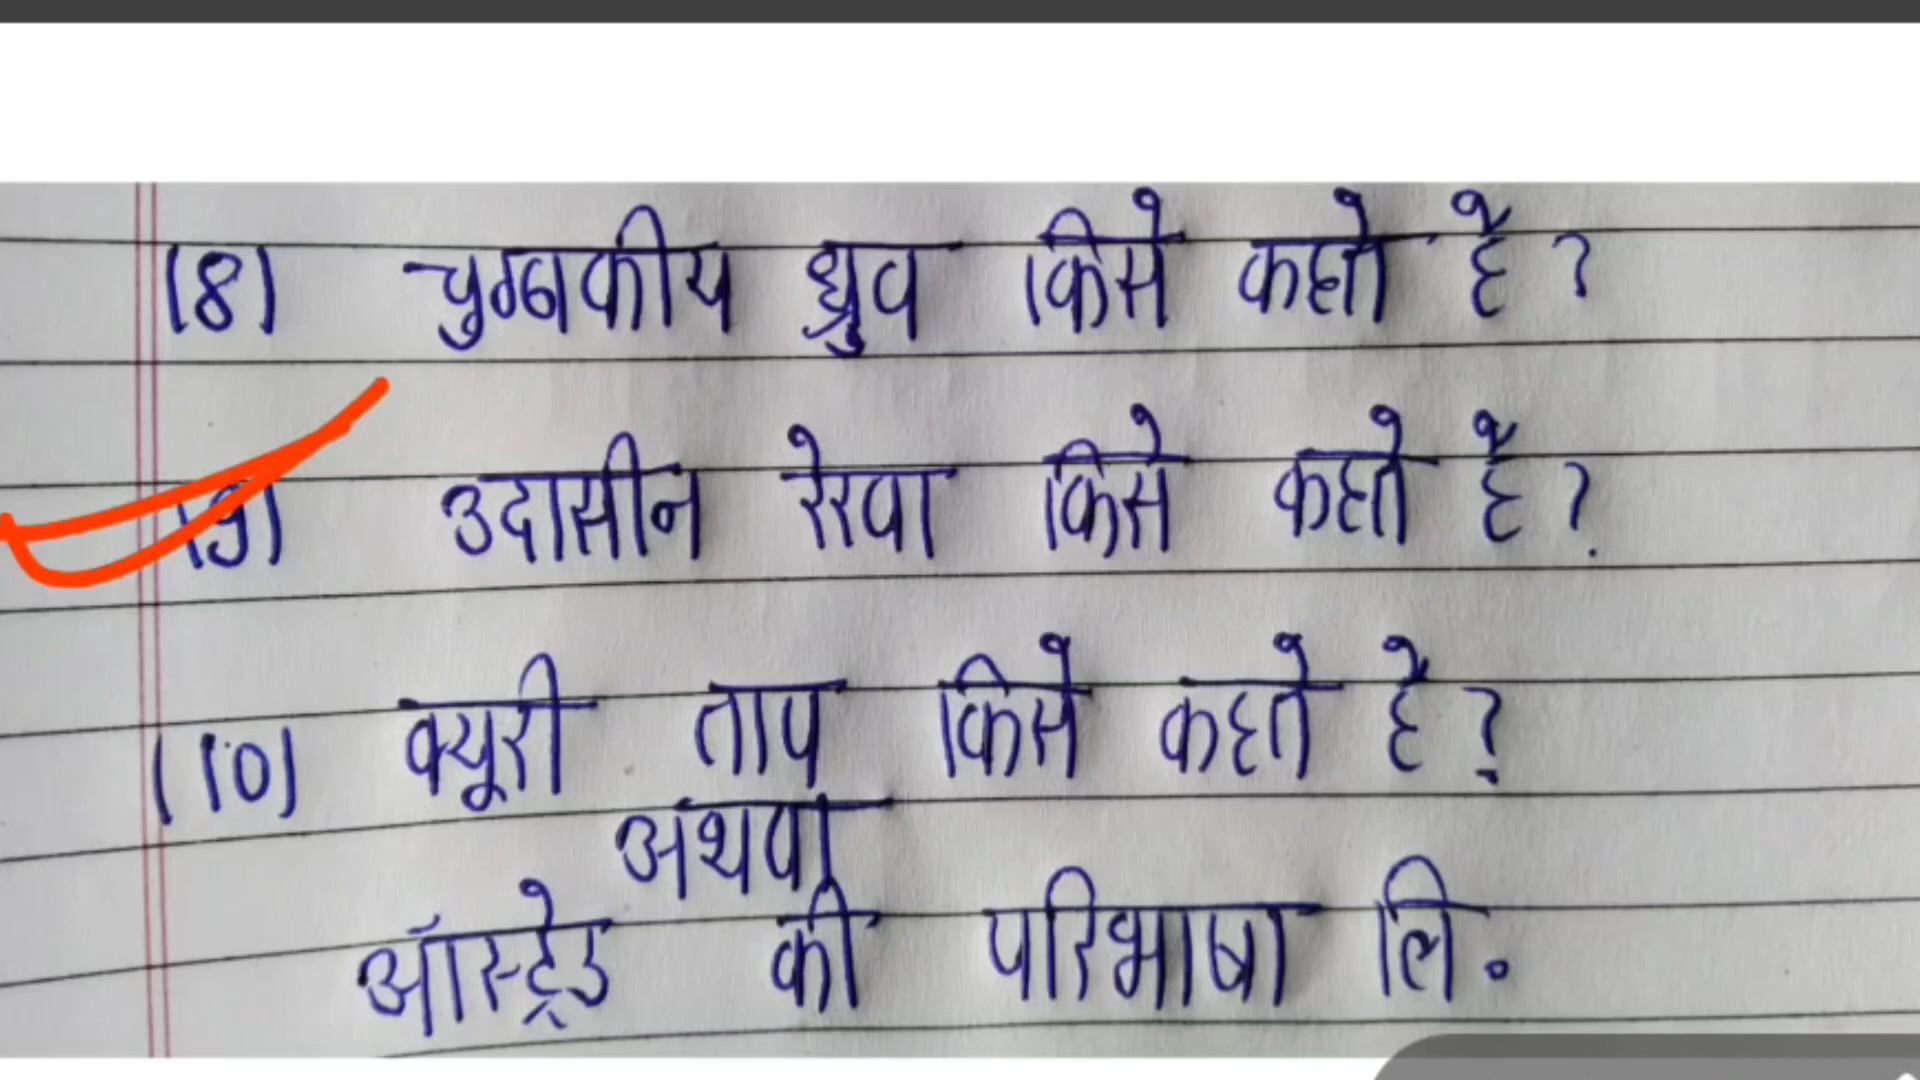 (8) चुम्बकीय ध्रुव किसे कहते है ?
(9) उदासीन रेखा किसे कहते है ?
(10) क्यूरी ताप किसे कहते है ?
अथवा
ऑस्ट्रेड की परिभाषा लि.